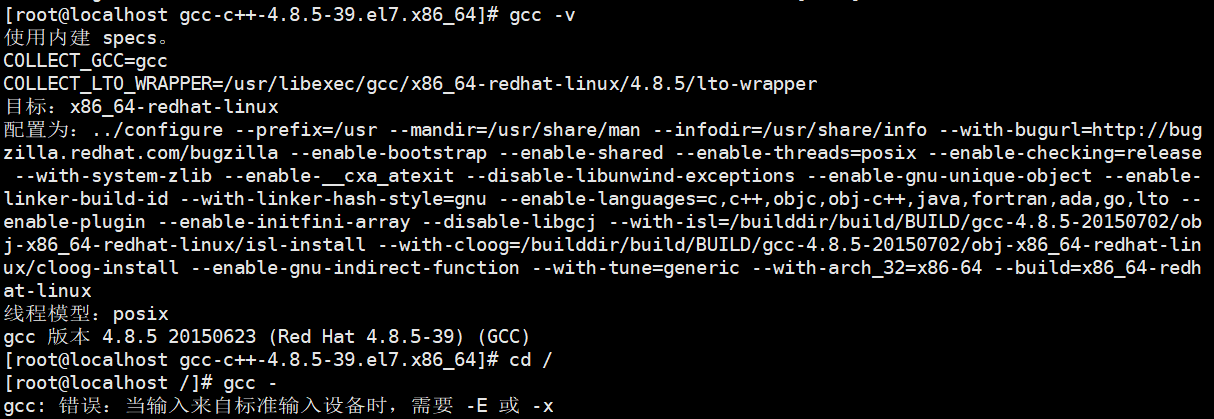 [root@localhost gcc-c++-4.8.5-39.el7.x86_64]# gcc -v
使用内建 specs。
COLLECT_GCC=gcc
COLLECT_LTO_WRAPPER=/usr/libexec/gcc/x86_64-redhat-linux/4.8.5/lto-wrapper
目标：x86_64-redhat-linux
配置为：../configure --prefix=/usr --mandir=/usr/share/man --infodir=/usr/share/info --with-bugurl=http://bug
zilla.redhat.com/bugzilla --enable-bootstrap --enable-shared --enable-threads=posix --enable-checking=release
 --with-system-zlib --enable-__cxa_atexit --disable-libunwind-exceptions --enable-gnu-unique-object --enable-
linker-build-id --with-linker-hash-style=gnu --enable-languages=c,c++,objc,obj-c++,java,fortran,ada,go,lto --
enable-plugin --enable-initfini-array --disable-libgcj --with-isl=/builddir/build/BUILD/gcc-4.8.5-20150702/ob
j-x86_64-redhat-linux/isl-install --with-cloog=/builddir/build/BUILD/gcc-4.8.5-20150702/obj-x86_64-redhat-lin
ux/cloog-install --enable-gnu-indirect-function --with-tune=generic --with-arch_32=x86-64 --build=x86_64-redh
at-linux
线程模型：posix
gcc 版本 4.8.5 20150623 (Red Hat 4.8.5-39) (GCC)
[root@localhost gcc-c++-4.8.5-39.el7.x86_64]# cd /
[root@localhost /]# gcc -
gcc: 错误：当输入来自标准输入设备时，需要 -E 或 -x